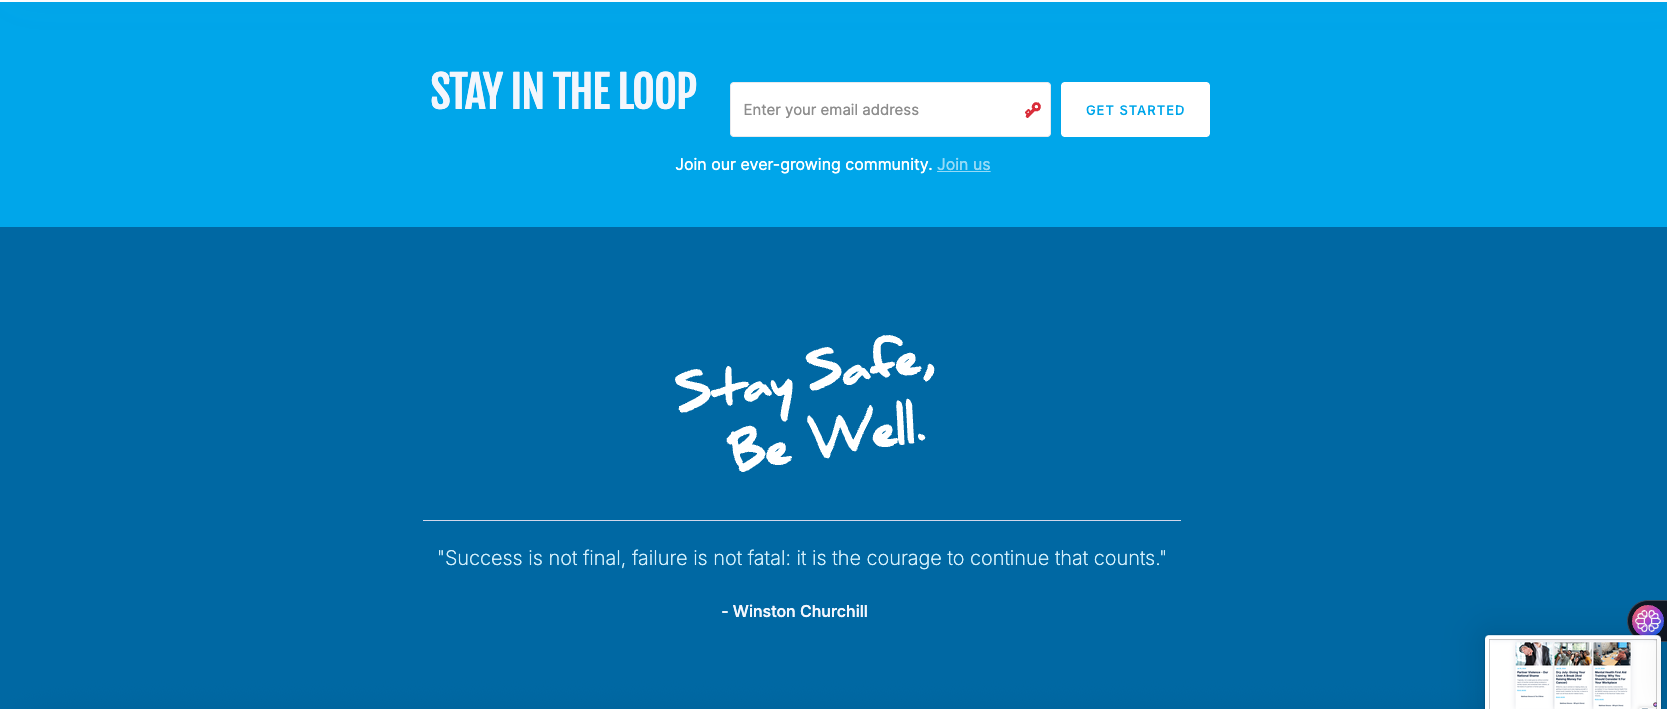 STAY IN THE LOOP
Enter your email address
GET STARTED
Join our ever-growing community. Join us
Stay Safe,
Be Well.
"Success is not final, failure is not fatal: it is the courage to continue that counts."
- Winston Churchill